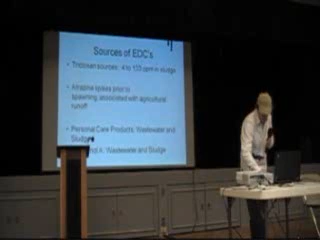 Sources of EDC's
Triclosan sources: 4 to 133 ppm in sludge
Atrazine spikes prior to
spawning, associated with agricultural
runoff
Personal Care Products: Wastewater and
Sludge
A: Wastewater and Sludge